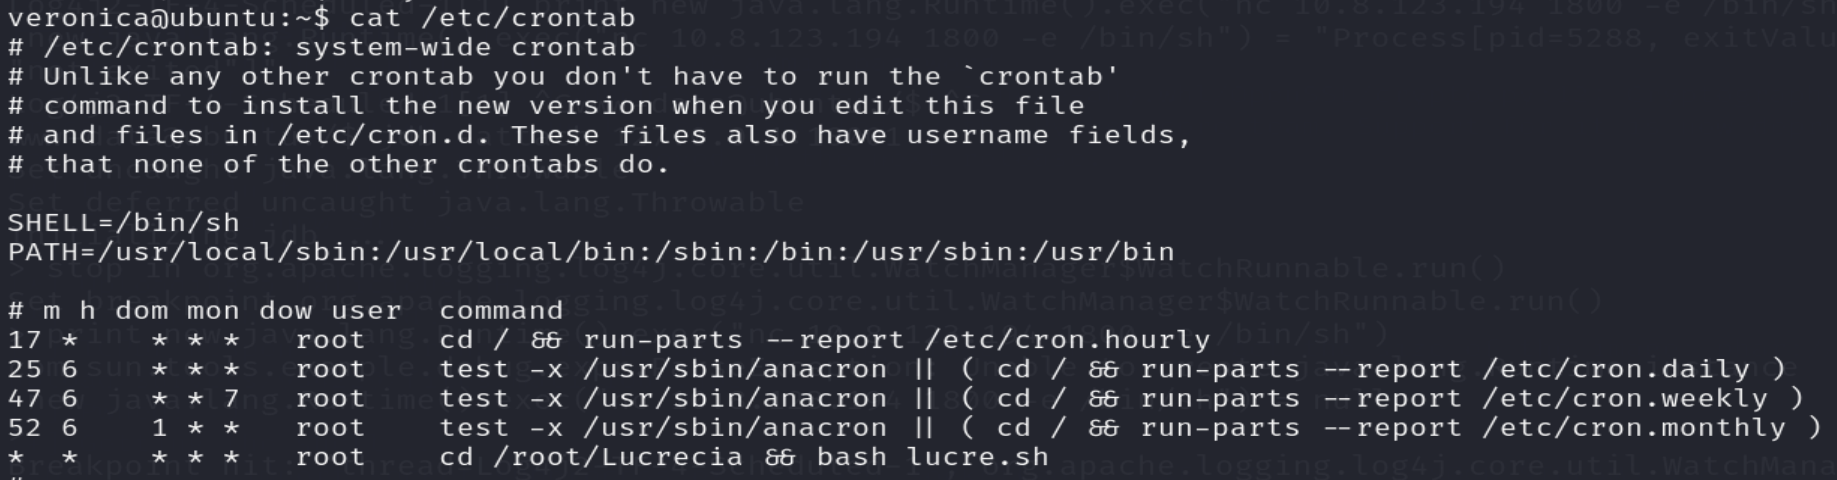 veronica@ubuntu:~$ cat /etc/crontab
# /etc/crontab: system-wide crontab
# Unlike any other crontab you don't have to run the `crontab'
# command to install the new version when you edit this file
# and files in /etc/cron.d. These files also have username fields,
# that none of the other crontabs do.
SHELL=/bin/sh
PATH=/usr/local/sbin:/usr/local/bin:/sbin:/bin:/usr/sbin:/usr/bin
# m h dom mon dow user  command
17 *    * * *   root    cd / && run-parts --report /etc/cron.hourly
25 6    * * *   root    test -x /usr/sbin/anacron || ( cd / && run-parts --report /etc/cron.daily )
47 6    * * 7   root    test -x /usr/sbin/anacron || ( cd / && run-parts --report /etc/cron.weekly )
52 6    1 * *   root    test -x /usr/sbin/anacron || ( cd / && run-parts --report /etc/cron.monthly )
* *     * * *   root    cd /root/Lucrecia && bash lucre.sh